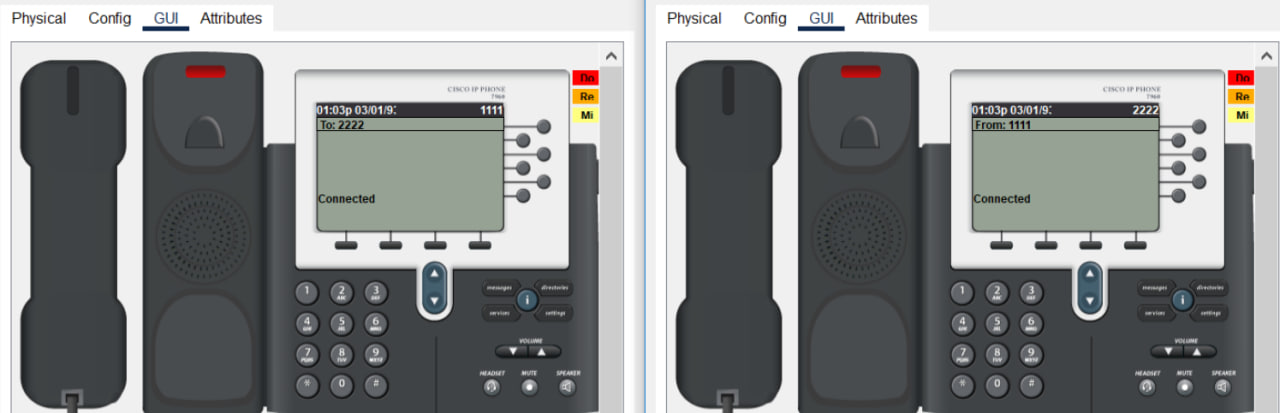 Physical Config GUI Attributes
CISCO IP PHONE
7960
01:03p 03/01/9: 1111
To: 2222
Connected
Do
Re
Mi
1
2 ABC
3 DEF
4 GHI
5 JKL
6 MNO
7 PQRS
8 TUV
9 WXYZ
*
0
#
messages directories
i
services settings
VOLUME
HEADSET MUTE SPEAKER
Physical Config GUI Attributes
CISCO IP PHONE
7960
01:03p 03/01/9: 2222
From: 1111
Connected
Do
Re
Mi
1
2 ABC
3 DEF
4 GHI
5 JKL
6 MNO
7 PQRS
8 TUV
9 WXYZ
*
0
#
messages directories
i
services settings
VOLUME
HEADSET MUTE SPEAKER